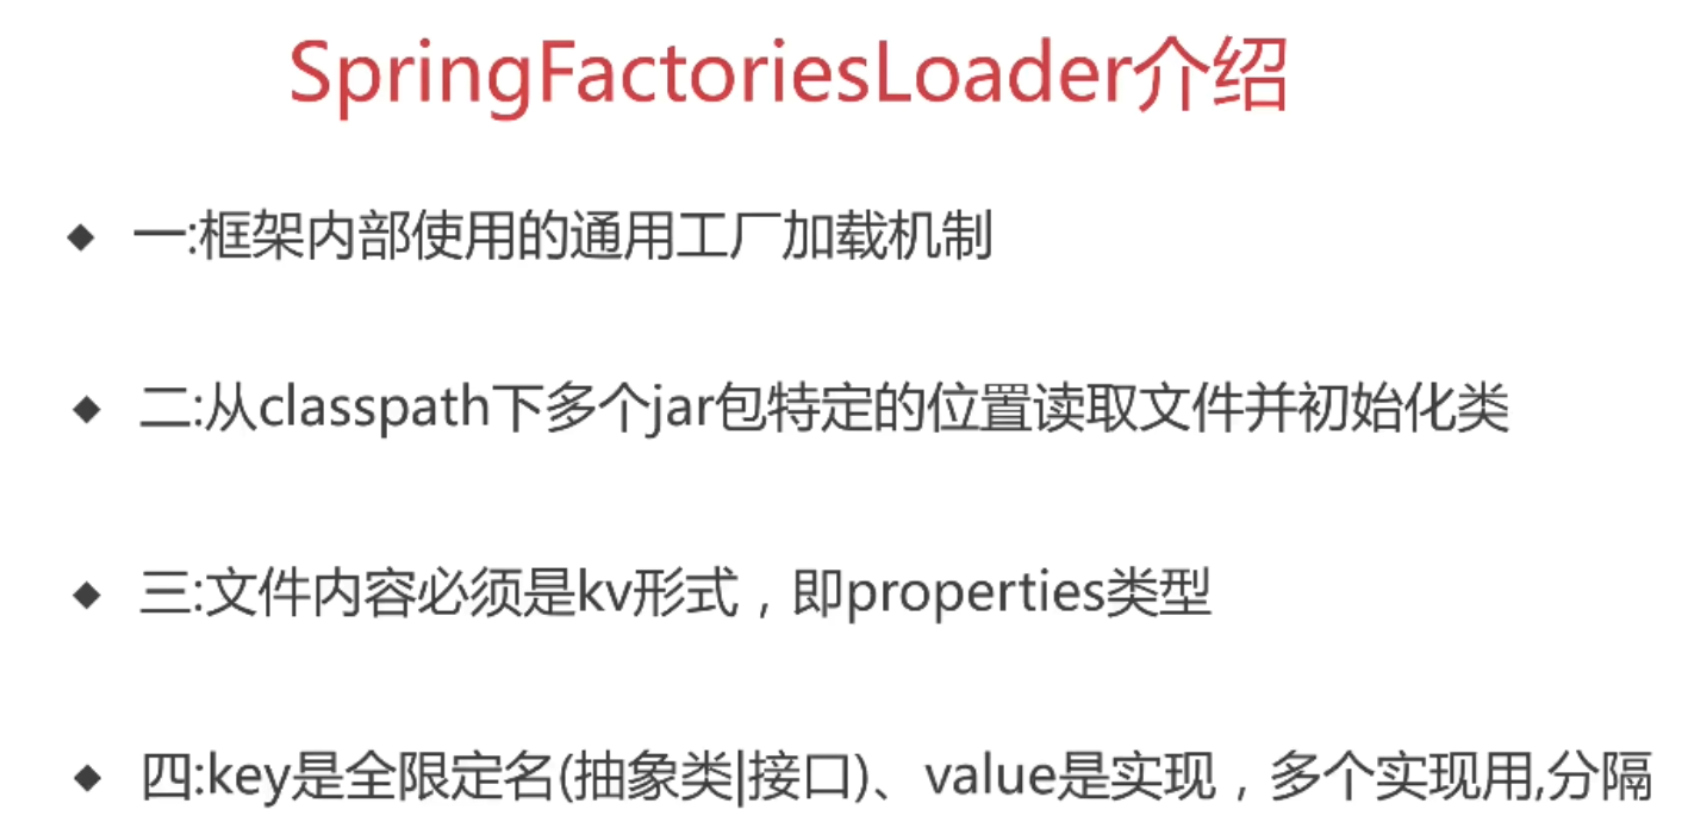 SpringFactoriesLoader介绍
◆ 一:框架内部使用的通用工厂加载机制
◆ 二:从classpath下多个jar包特定的位置读取文件并初始化类
◆ 三:文件内容必须是kv形式，即properties类型
◆ 四:key是全限定名(抽象类|接口)、value是实现，多个实现用,分隔